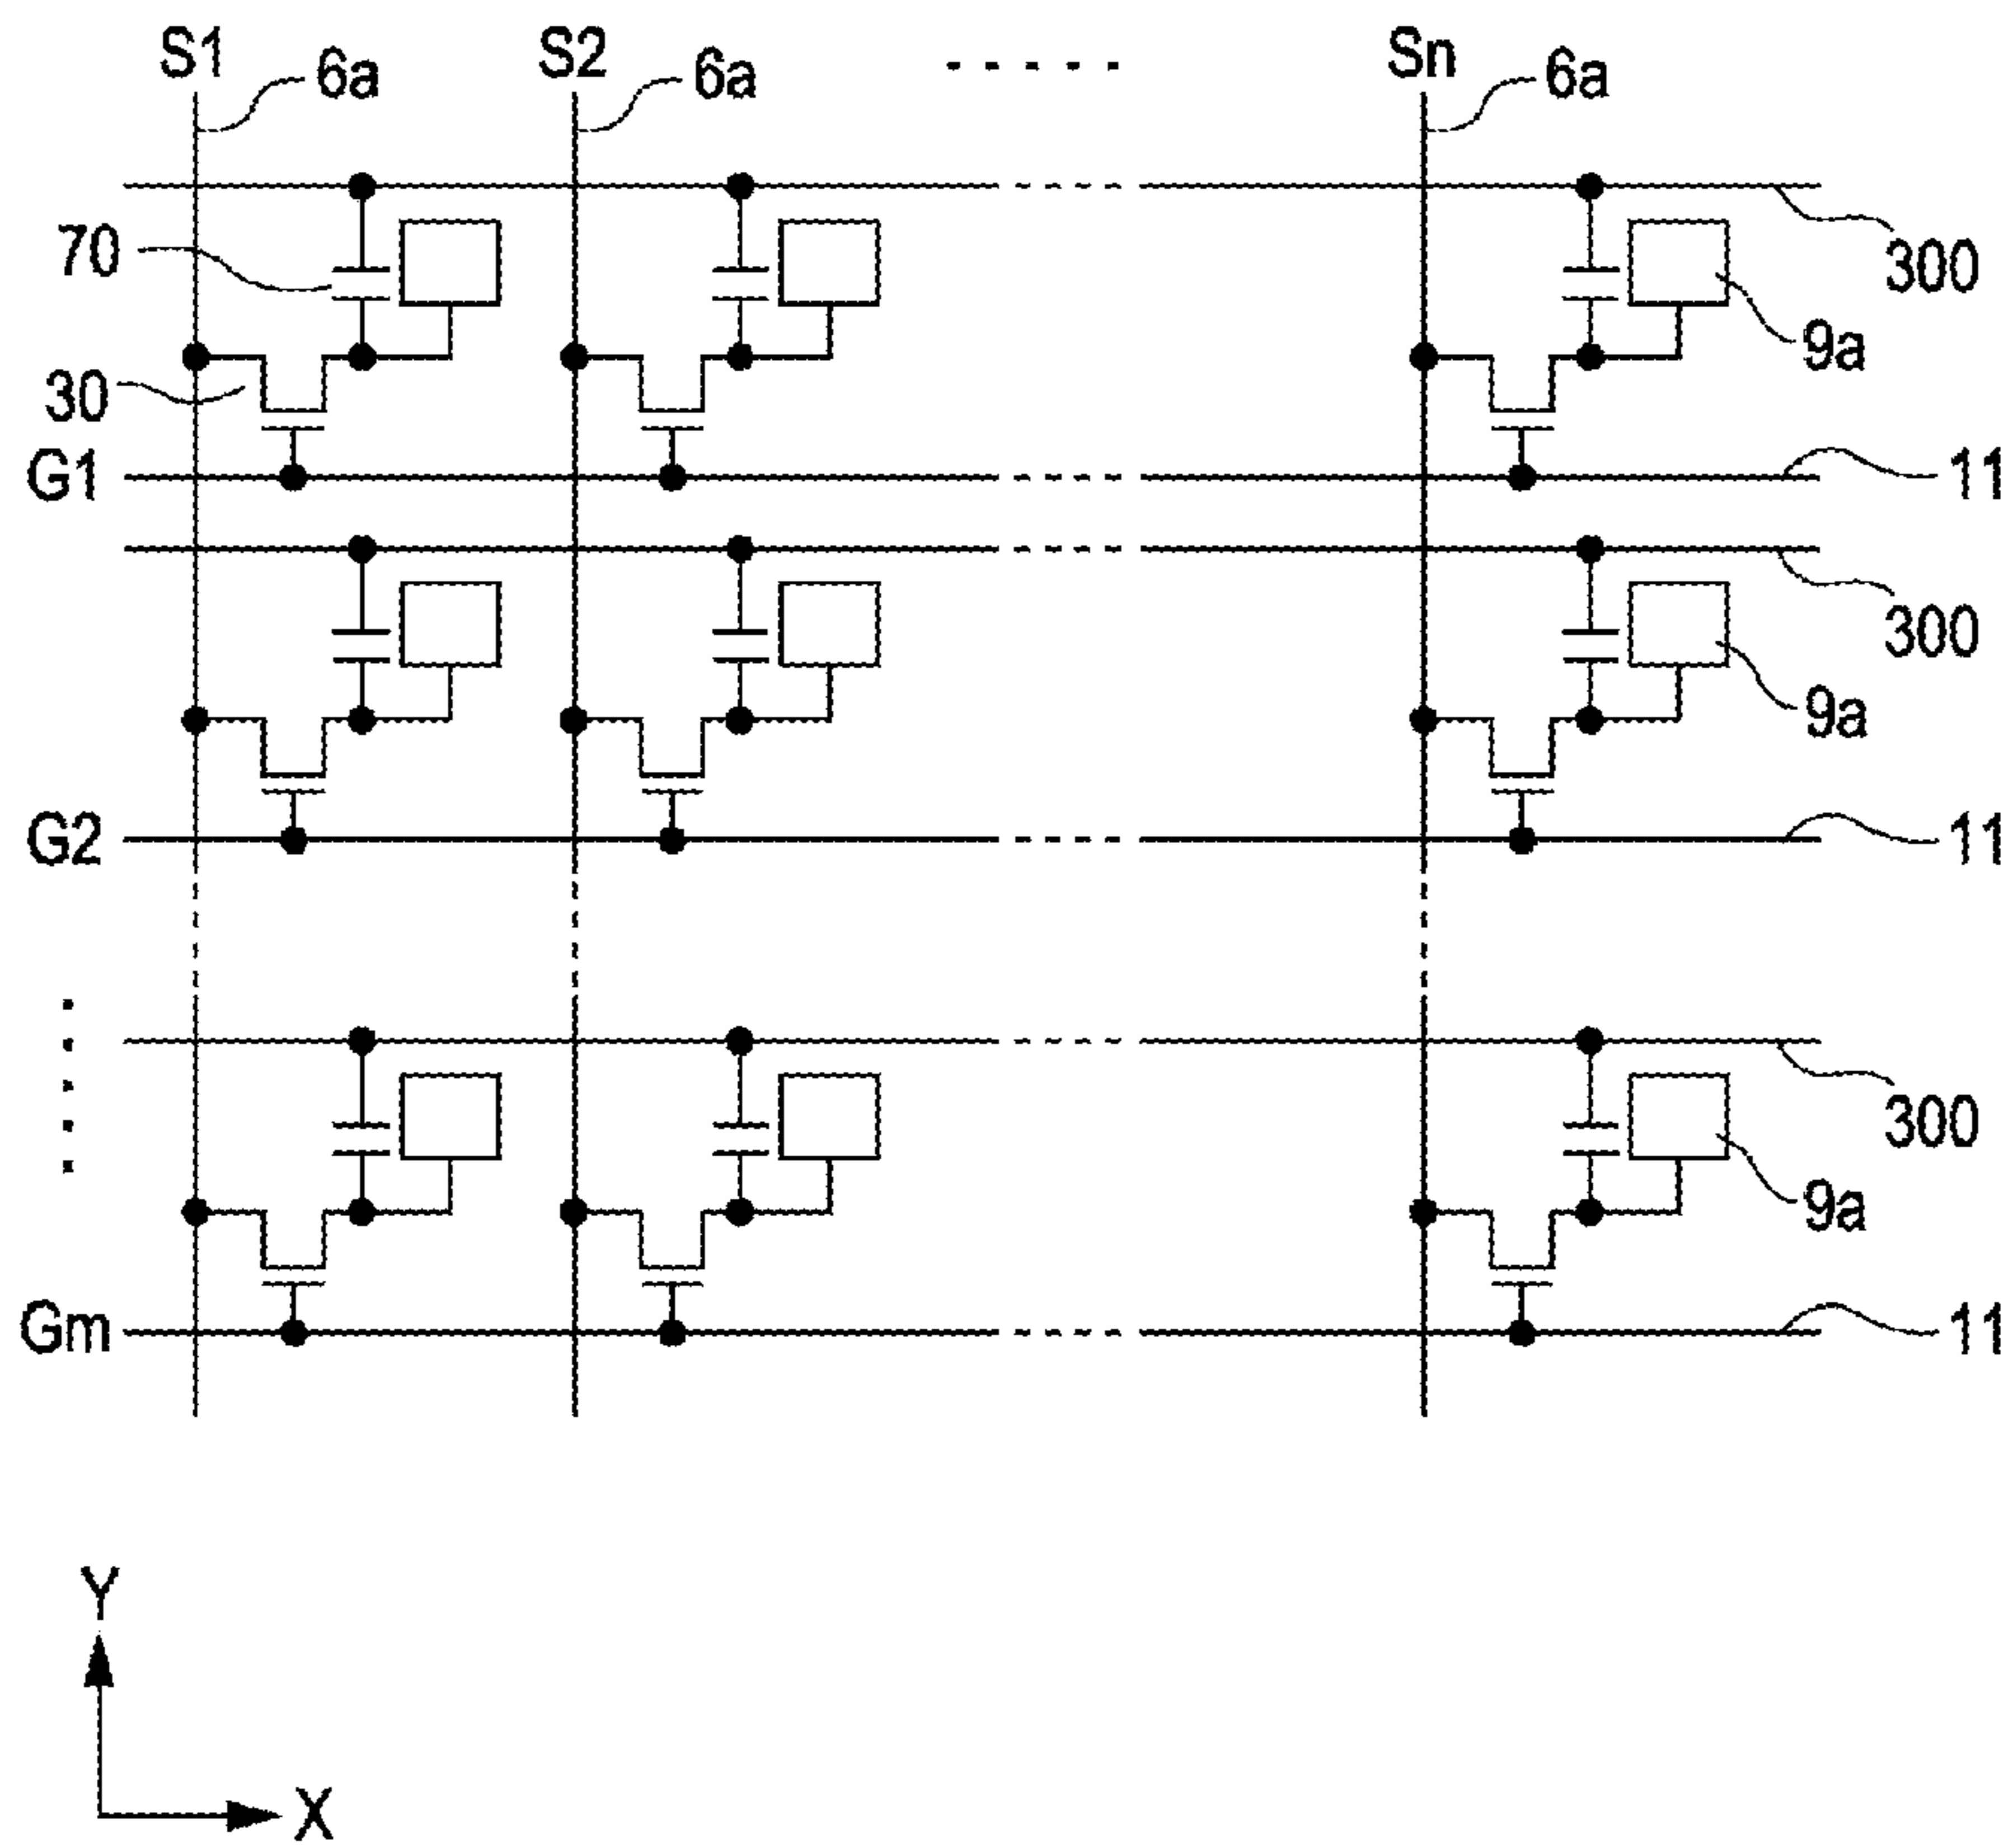 S1 6a S2 6a ..... Sn 6a
70 300
9a
30
G1 11
300
9a
G2 11
300
9a
Gm 11
Y
X